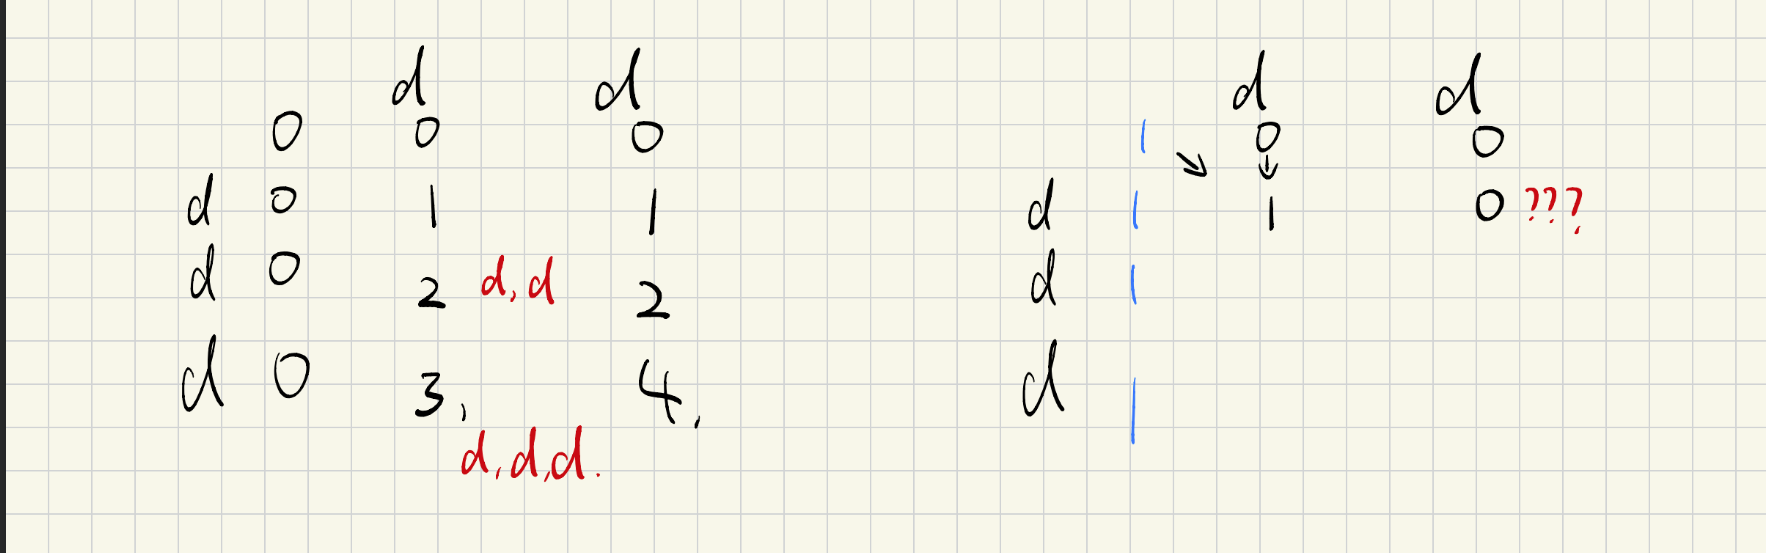 d d d d
0 0 0 1 0 0
d 0 1 1 d 1 1 0 ???
d 0 2 d, d 2 d 1
d 0 3, 4, d 1
d, d, d.